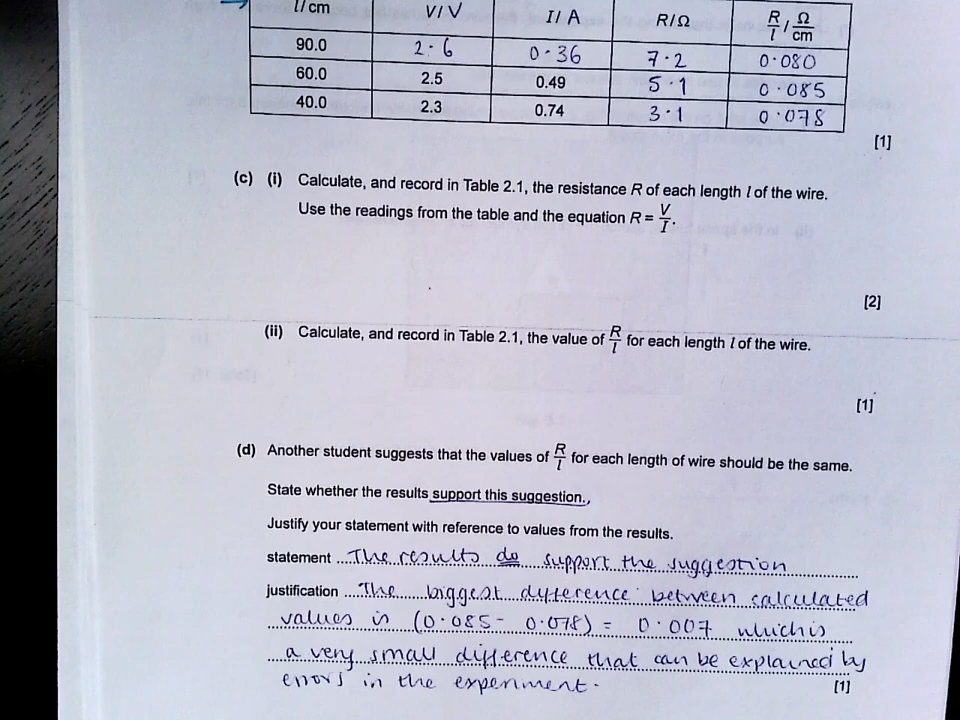 l/cm V/ V I/ A R/Ω R/l / Ω/cm
90.0 2.6 0.36 7.2 0.080
60.0 2.5 0.49 5.1 0.085
40.0 2.3 0.74 3.1 0.078
[1]
(c) (i) Calculate, and record in Table 2.1, the resistance R of each length l of the wire.
Use the readings from the table and the equation R = V/I.
[2]
(ii) Calculate, and record in Table 2.1, the value of R/l for each length l of the wire.
[1]
(d) Another student suggests that the values of R/l for each length of wire should be the same.
State whether the results support this suggestion.
Justify your statement with reference to values from the results.
statement The results do support the suggestion
justification The biggest difference between calculated
values is (0.085 - 0.078) = 0.007 which is
a very small difference that can be explained by
errors in the experiment.
[1]